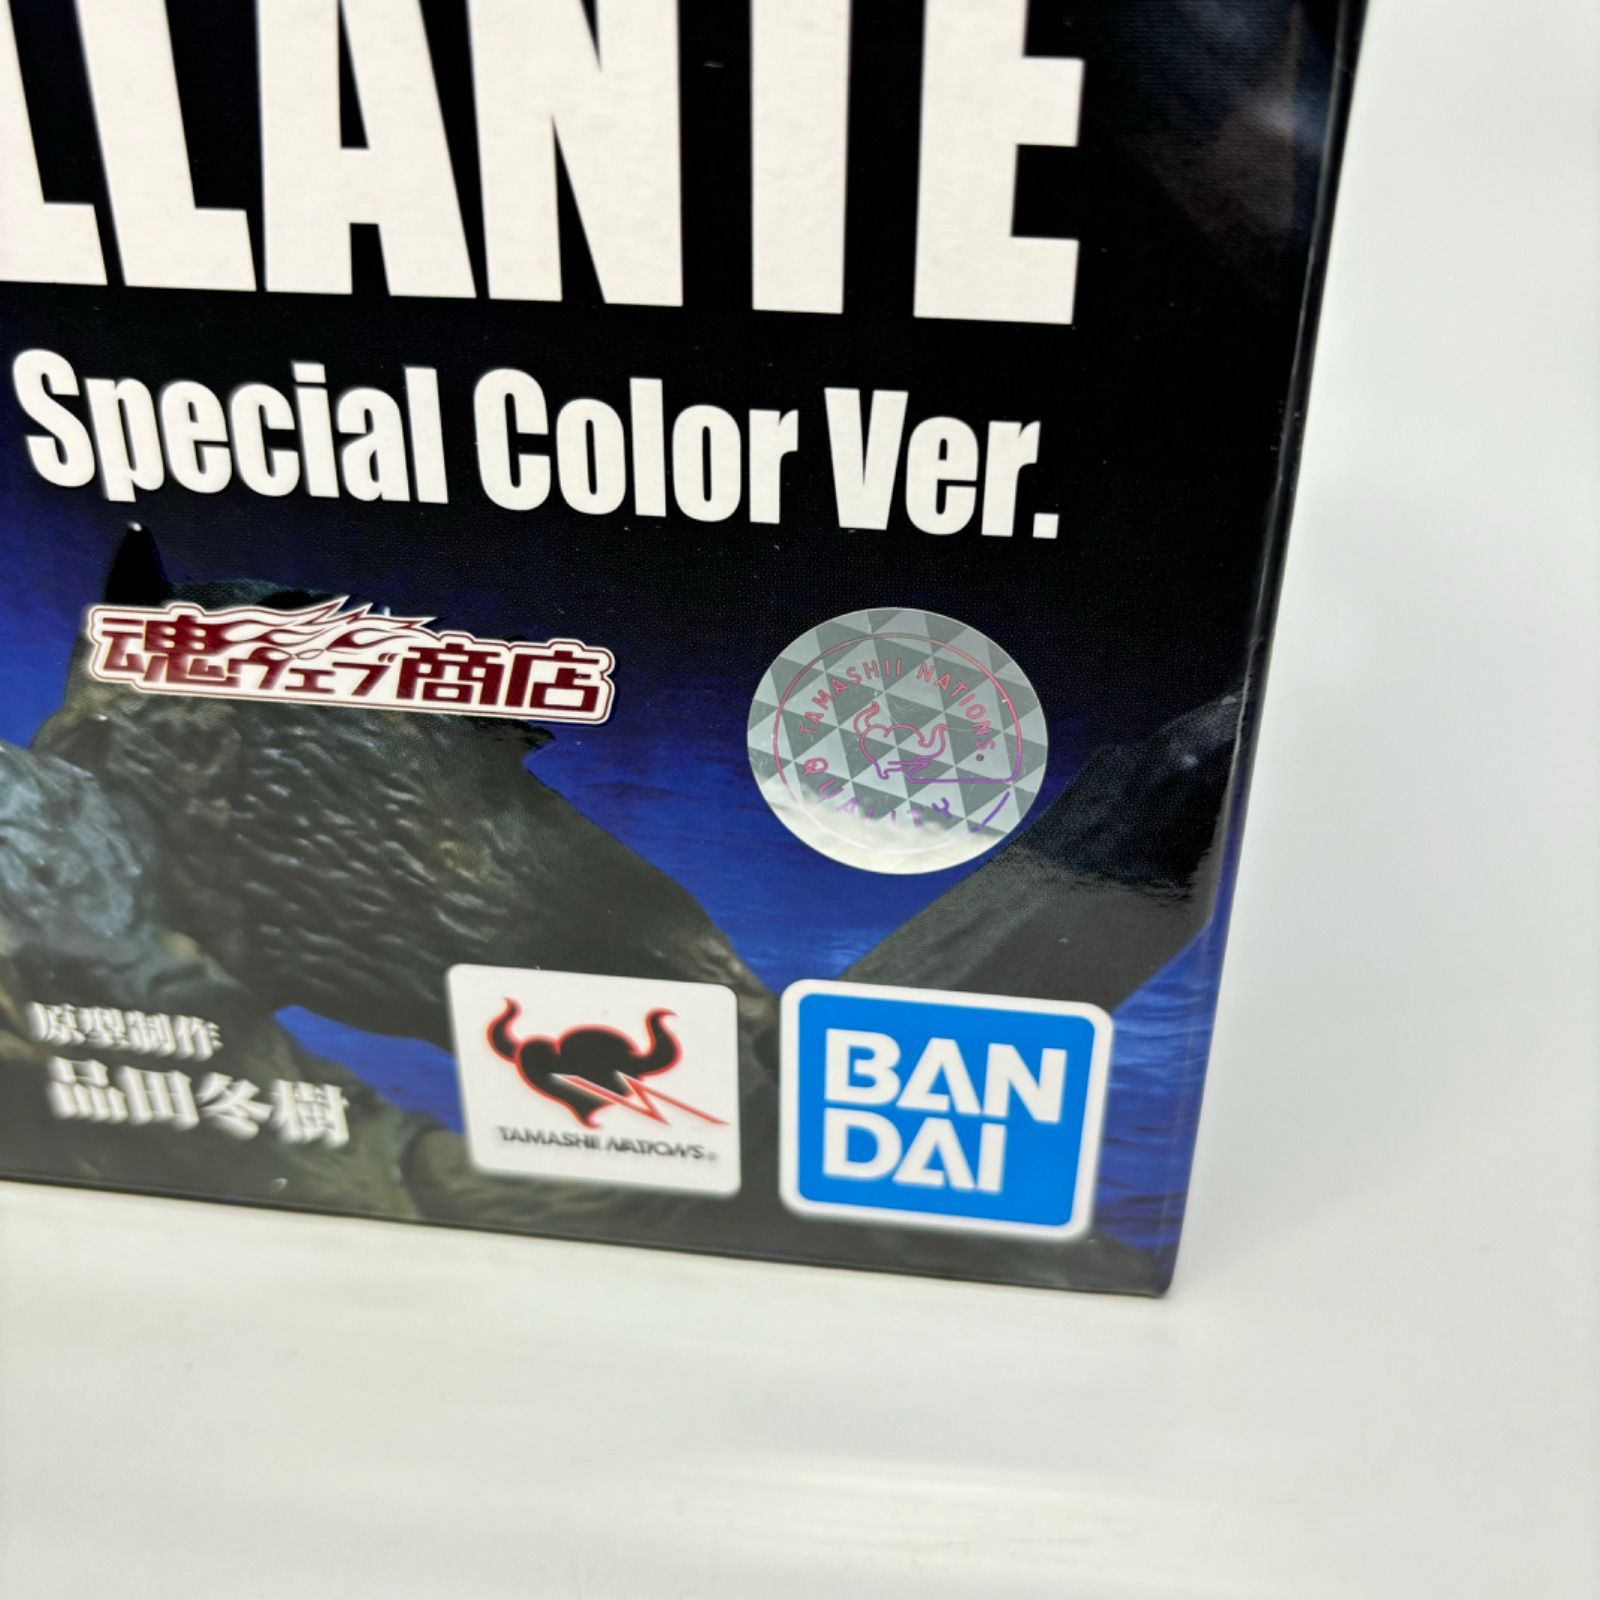 LLANTE
Special Color Ver.
魂ウェブ商店
TAMASHII NATIONS.
QUALITY
原型制作
品田冬樹
TAMASHII NATIONS
BAN
DAI